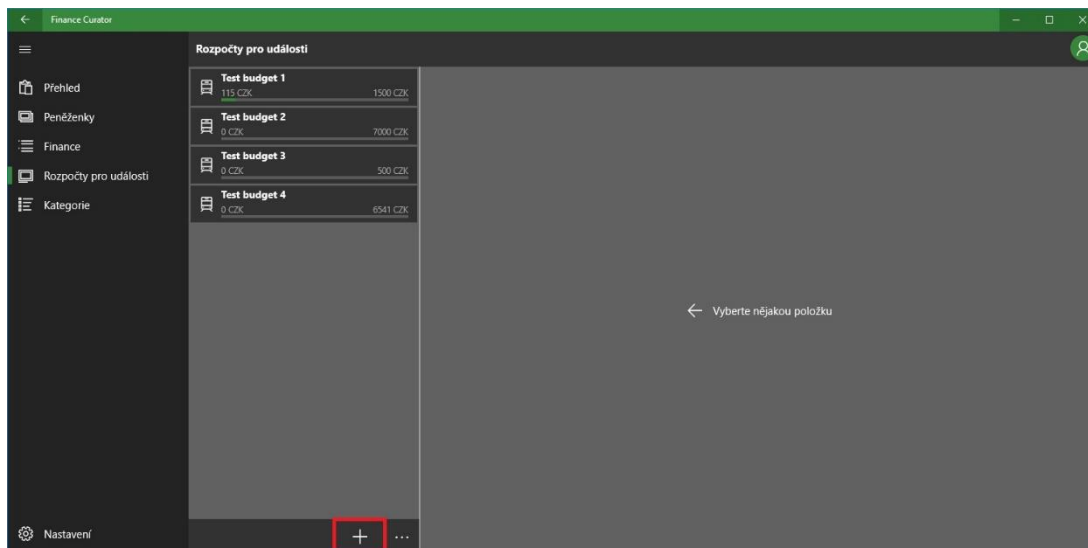 Finance Curator
Rozpočty pro události
Přehled
Peněženky
Finance
Rozpočty pro události
Kategorie
Nastavení
Test budget 1
115 CZK 1500 CZK
Test budget 2
0 CZK 7000 CZK
Test budget 3
0 CZK 500 CZK
Test budget 4
0 CZK 6541 CZK
Vyberte nějakou položku